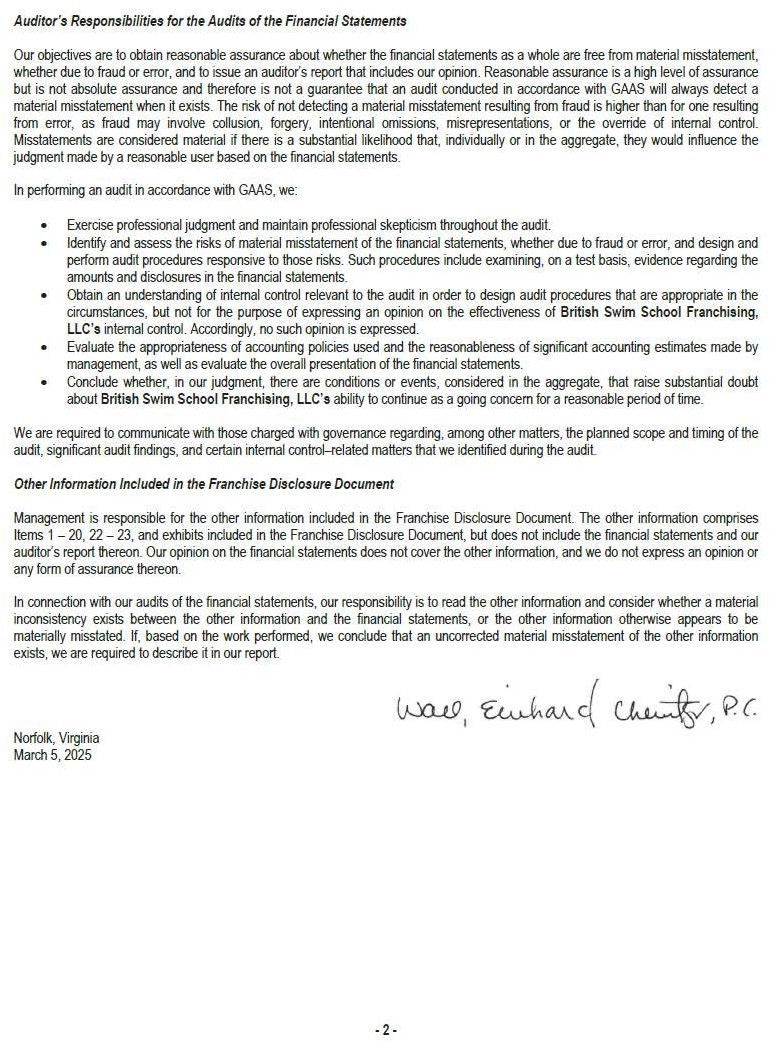 Auditor's Responsibilities for the Audits of the Financial Statements
Our objectives are to obtain reasonable assurance about whether the financial statements as a whole are free from material misstatement,
whether due to fraud or error, and to issue an auditor's report that includes our opinion. Reasonable assurance is a high level of assurance
but is not absolute assurance and therefore is not a guarantee that an audit conducted in accordance with GAAS will always detect a
material misstatement when it exists. The risk of not detecting a material misstatement resulting from fraud is higher than for one resulting
from error, as fraud may involve collusion, forgery, intentional omissions, misrepresentations, or the override of internal control.
Misstatements are considered material if there is a substantial likelihood that, individually or in the aggregate, they would influence the
judgment made by a reasonable user based on the financial statements.
In performing an audit in accordance with GAAS, we:
• Exercise professional judgment and maintain professional skepticism throughout the audit.
• Identify and assess the risks of material misstatement of the financial statements, whether due to fraud or error, and design and
perform audit procedures responsive to those risks. Such procedures include examining, on a test basis, evidence regarding the
amounts and disclosures in the financial statements.
• Obtain an understanding of internal control relevant to the audit in order to design audit procedures that are appropriate in the
circumstances, but not for the purpose of expressing an opinion on the effectiveness of British Swim School Franchising,
LLC's internal control. Accordingly, no such opinion is expressed.
• Evaluate the appropriateness of accounting policies used and the reasonableness of significant accounting estimates made by
management, as well as evaluate the overall presentation of the financial statements.
• Conclude whether, in our judgment, there are conditions or events, considered in the aggregate, that raise substantial doubt
about British Swim School Franchising, LLC's ability to continue as a going concern for a reasonable period of time.
We are required to communicate with those charged with governance regarding, among other matters, the planned scope and timing of the
audit, significant audit findings, and certain internal control–related matters that we identified during the audit.
Other Information Included in the Franchise Disclosure Document
Management is responsible for the other information included in the Franchise Disclosure Document. The other information comprises
Items 1 – 20, 22 – 23, and exhibits included in the Franchise Disclosure Document, but does not include the financial statements and our
auditor's report thereon. Our opinion on the financial statements does not cover the other information, and we do not express an opinion or
any form of assurance thereon.
In connection with our audits of the financial statements, our responsibility is to read the other information and consider whether a material
inconsistency exists between the other information and the financial statements, or the other information otherwise appears to be
materially misstated. If, based on the work performed, we conclude that an uncorrected material misstatement of the other information
exists, we are required to describe it in our report.
Wall, Einhard Chernitzer, P.C.
Norfolk, Virginia
March 5, 2025
- 2 -